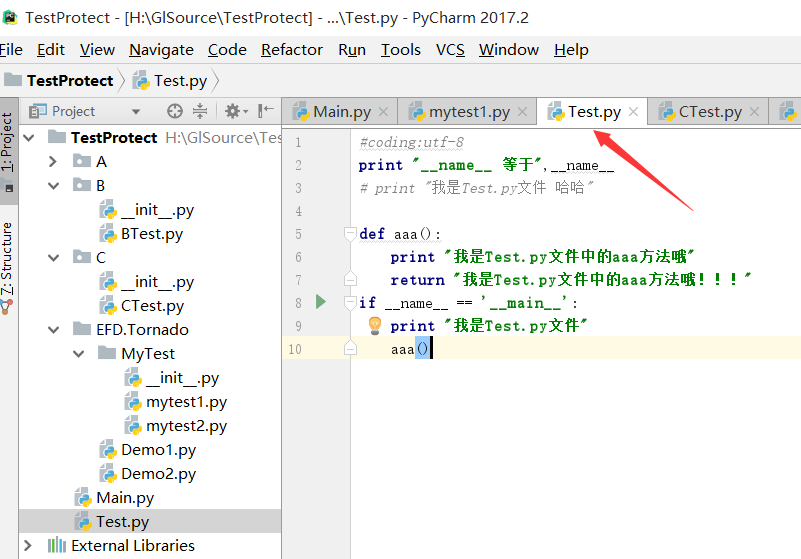 TestProtect - [H:\GlSource\TestProtect] - ...\Test.py - PyCharm 2017.2
File Edit View Navigate Code Refactor Run Tools VCS Window Help
TestProtect Test.py
1: Project
7: Structure
Project
TestProtect H:\GlSource\Tes
A
B
__init__.py
BTest.py
C
__init__.py
CTest.py
EFD.Tornado
MyTest
__init__.py
mytest1.py
mytest2.py
Demo1.py
Demo2.py
Main.py
Test.py
External Libraries
Main.py mytest1.py Test.py CTest.py
1 #coding:utf-8
2 print "__name__ 等于",__name__
3 # print "我是Test.py文件 哈哈"
4
5 def aaa():
6 print "我是Test.py文件中的aaa方法哦"
7 return "我是Test.py文件中的aaa方法哦!!!"
8 if __name__ == '__main__':
9 print "我是Test.py文件"
10 aaa()